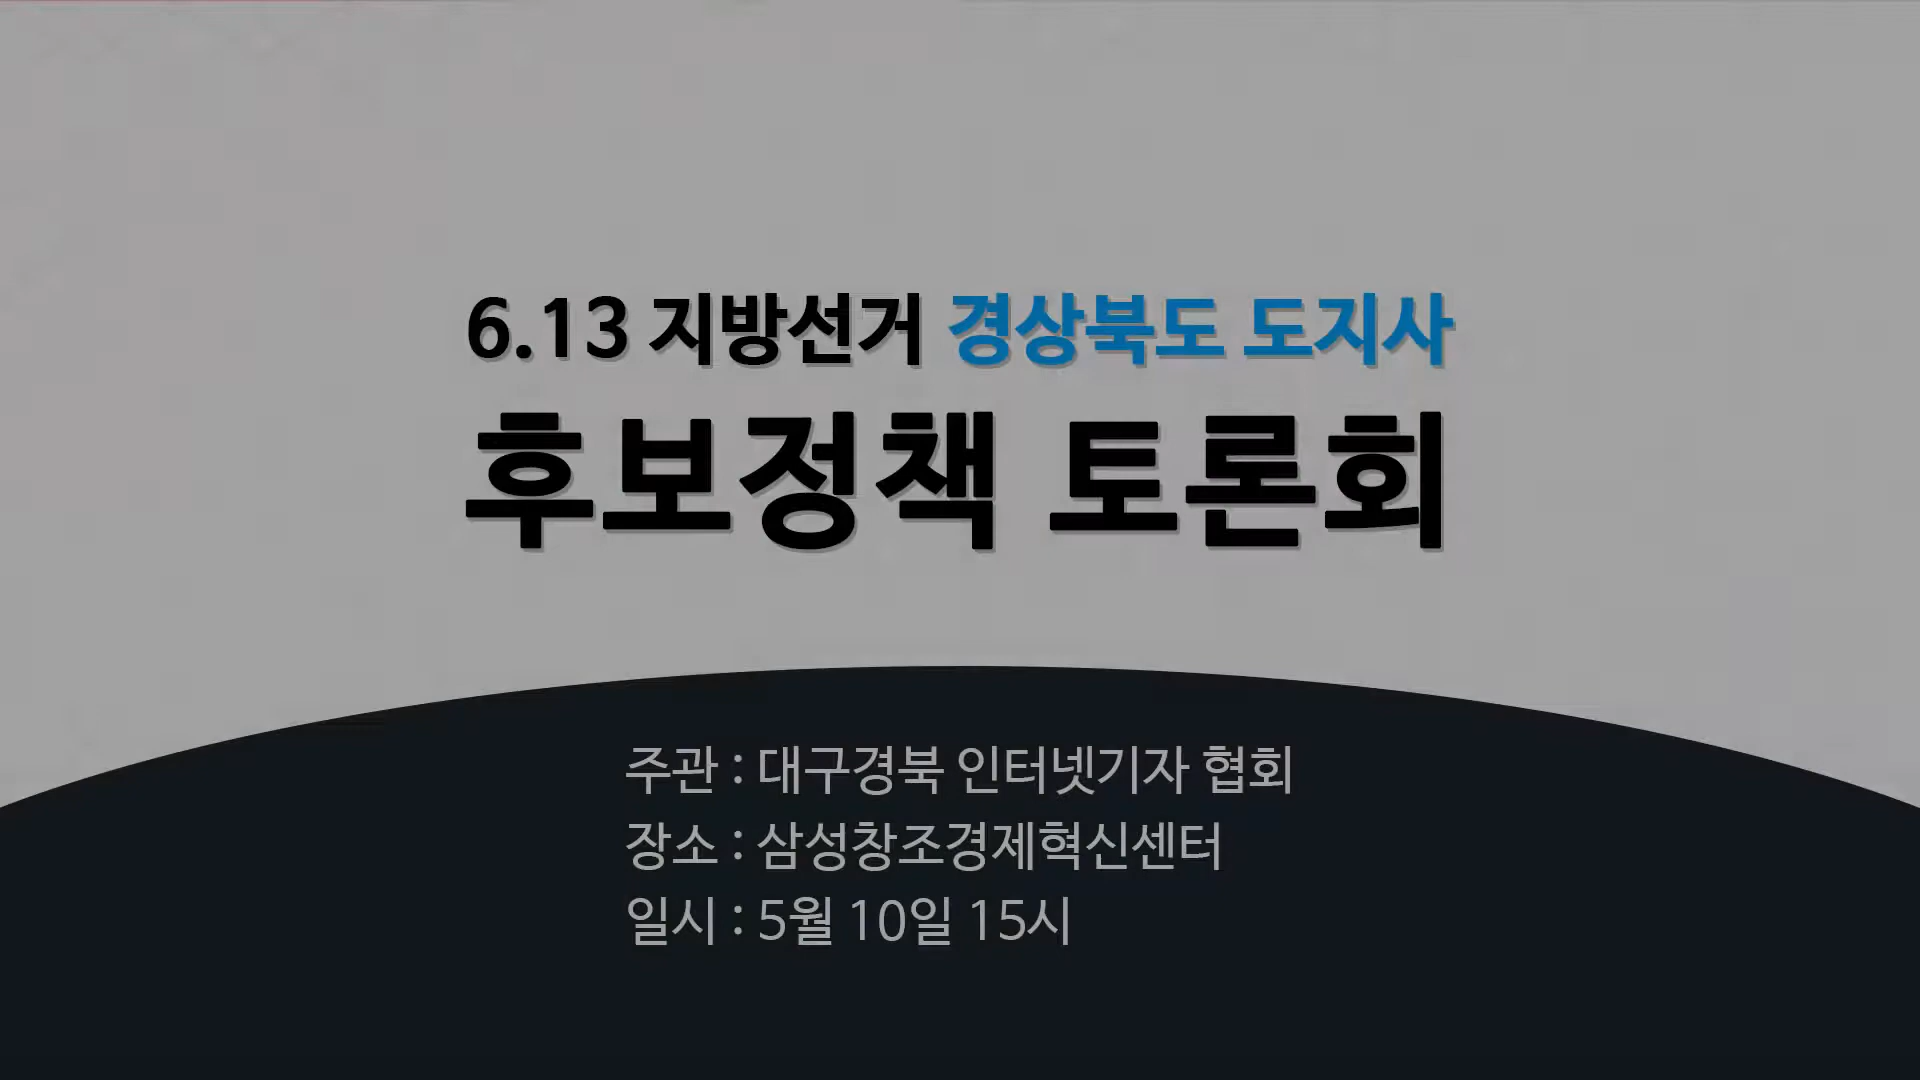 6.13 지방선거 경상북도 도지사
후보정책 토론회
주관 : 대구경북 인터넷기자 협회
장소 : 삼성창조경제혁신센터
일시 : 5월 10일 15시